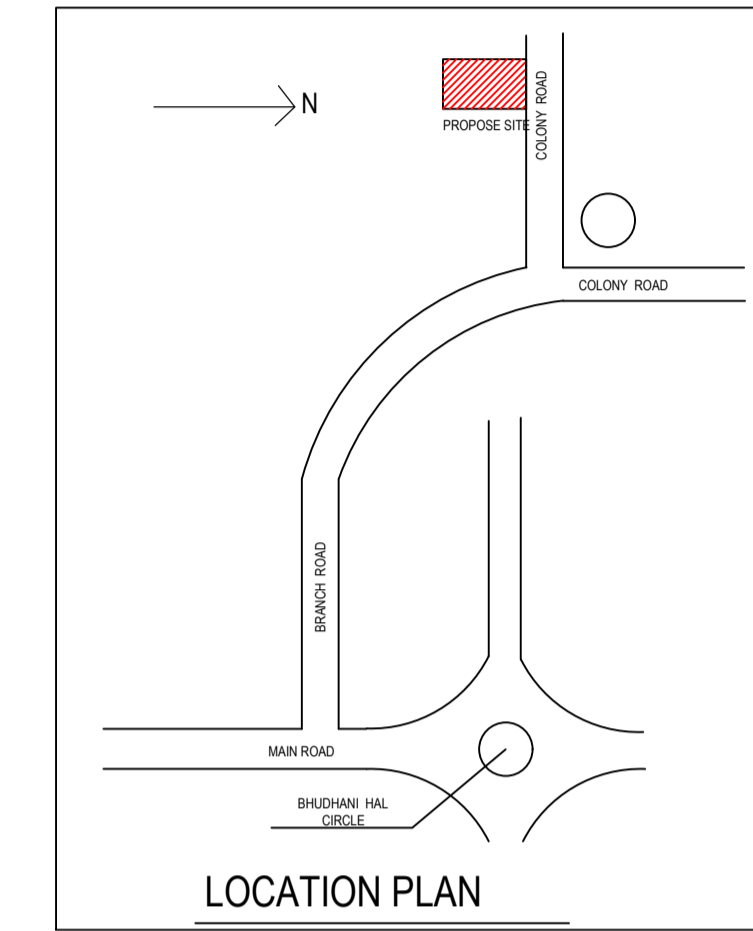 N
PROPOSE SITE
COLONY ROAD
COLONY ROAD
BRANCH ROAD
MAIN ROAD
BHUDHANI HAL
CIRCLE
LOCATION PLAN